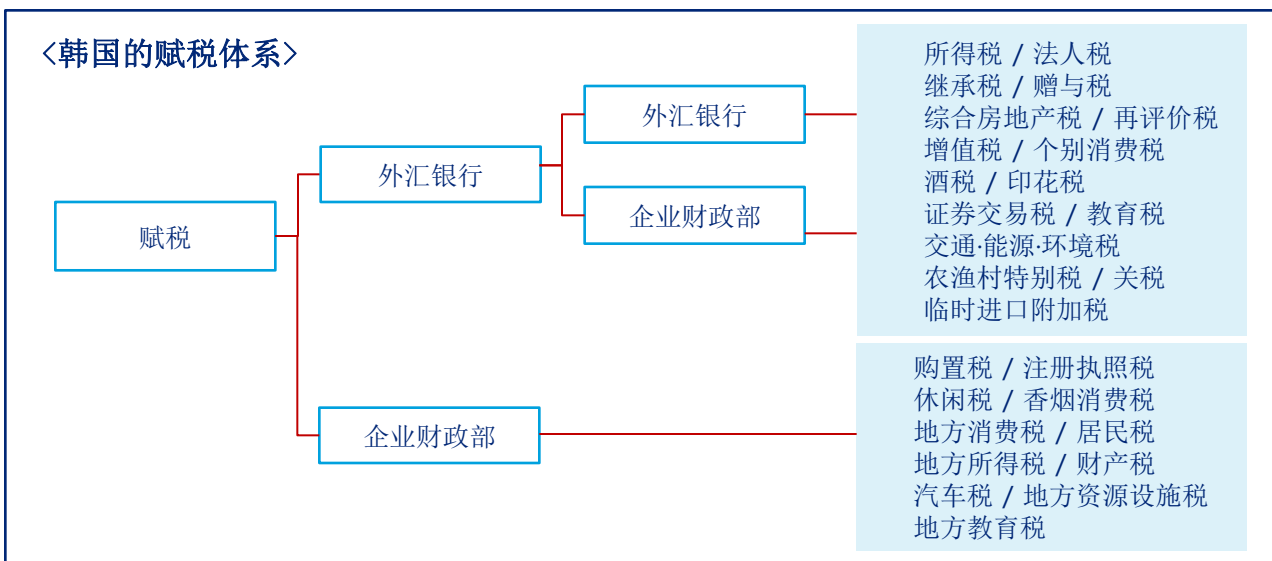 <韩国的赋税体系>
赋税
外汇银行
企业财政部
外汇银行
企业财政部
所得税 / 法人税
继承税 / 赠与税
综合房地产税 / 再评价税
增值税 / 个别消费税
酒税 / 印花税
证券交易税 / 教育税
交通·能源·环境税
农渔村特别税 / 关税
临时进口附加税
购置税 / 注册执照税
休闲税 / 香烟消费税
地方消费税 / 居民税
地方所得税 / 财产税
汽车税 / 地方资源设施税
地方教育税